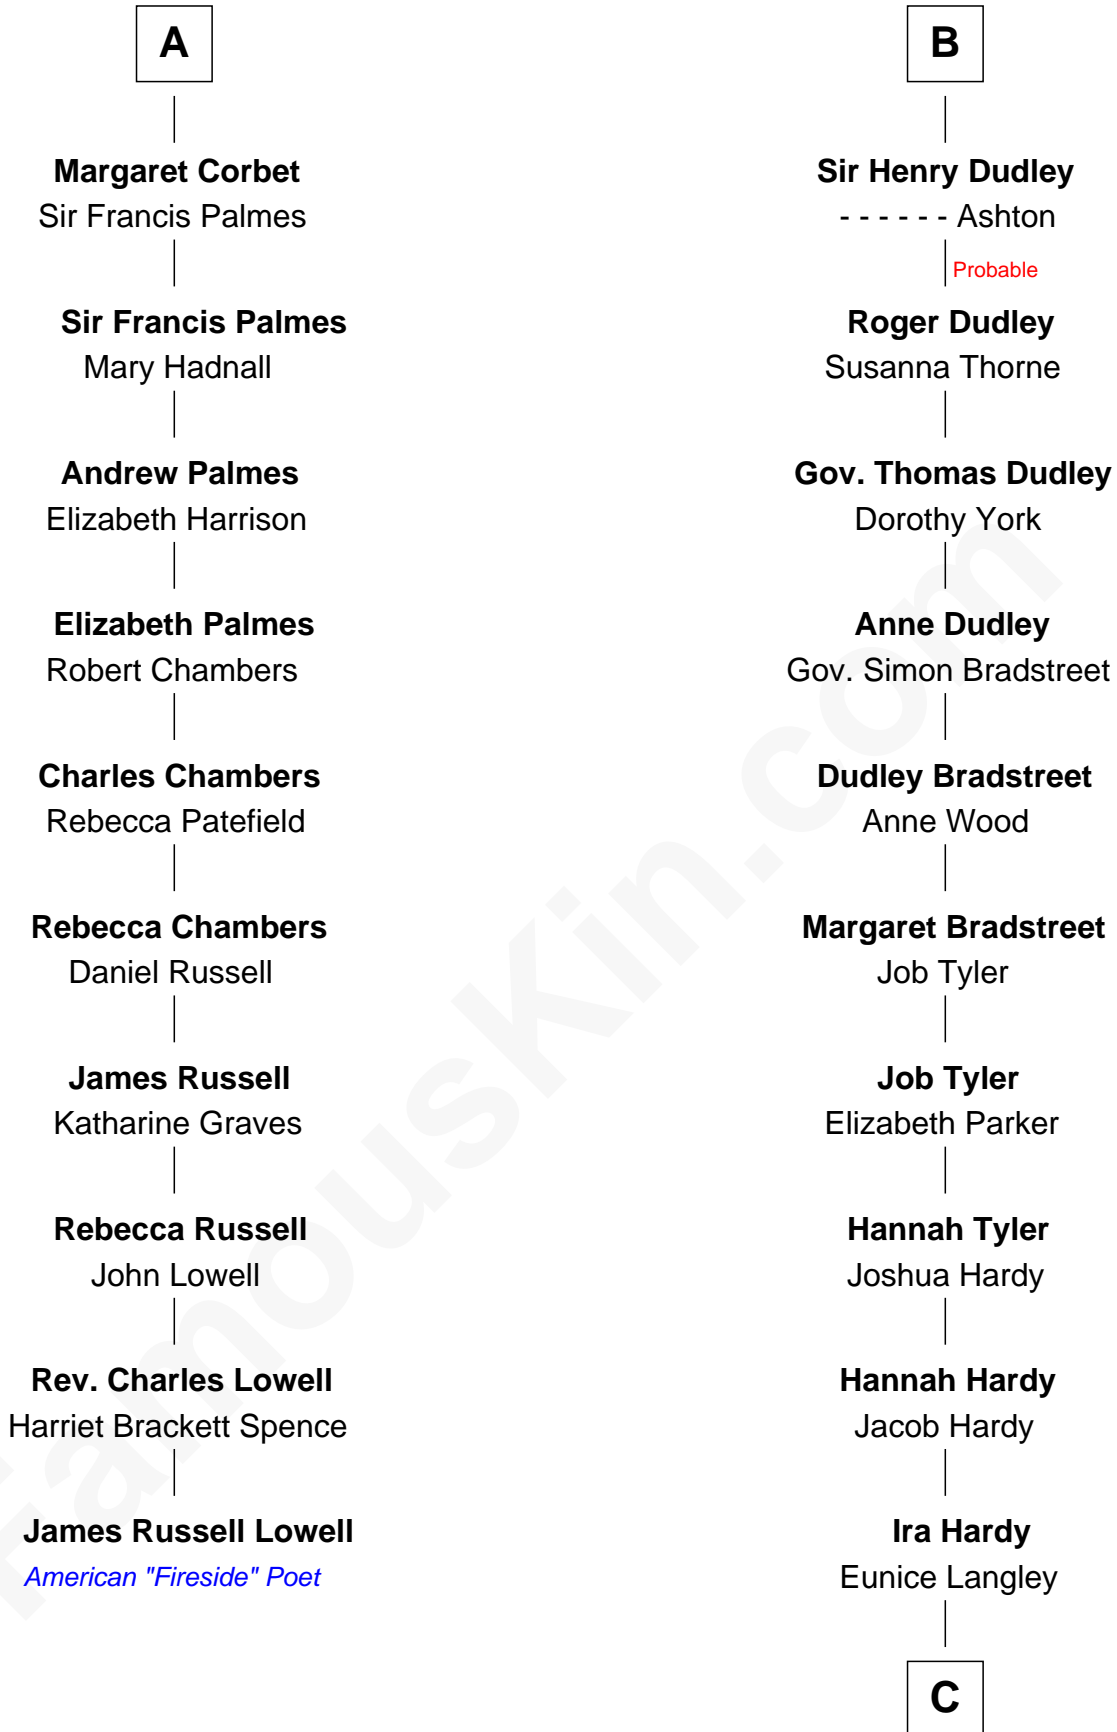 A
Margaret Corbet
Sir Francis Palmes
Sir Francis Palmes
Mary Hadnall
Andrew Palmes
Elizabeth Harrison
Elizabeth Palmes
Robert Chambers
Charles Chambers
Rebecca Patefield
Rebecca Chambers
Daniel Russell
James Russell
Katharine Graves
Rebecca Russell
John Lowell
Rev. Charles Lowell
Harriet Brackett Spence
James Russell Lowell
American "Fireside" Poet
B
Sir Henry Dudley
- - - - - - Ashton
Probable
Roger Dudley
Susanna Thorne
Gov. Thomas Dudley
Dorothy York
Anne Dudley
Gov. Simon Bradstreet
Dudley Bradstreet
Anne Wood
Margaret Bradstreet
Job Tyler
Job Tyler
Elizabeth Parker
Hannah Tyler
Joshua Hardy
Hannah Hardy
Jacob Hardy
Ira Hardy
Eunice Langley
C
FamousKin.com